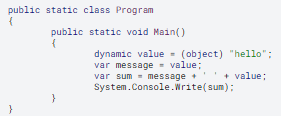 public static class Program
{
public static void Main()
{
dynamic value = (object) "hello";
var message = value;
var sum = message + ' ' + value;
System.Console.Write(sum);
}
}